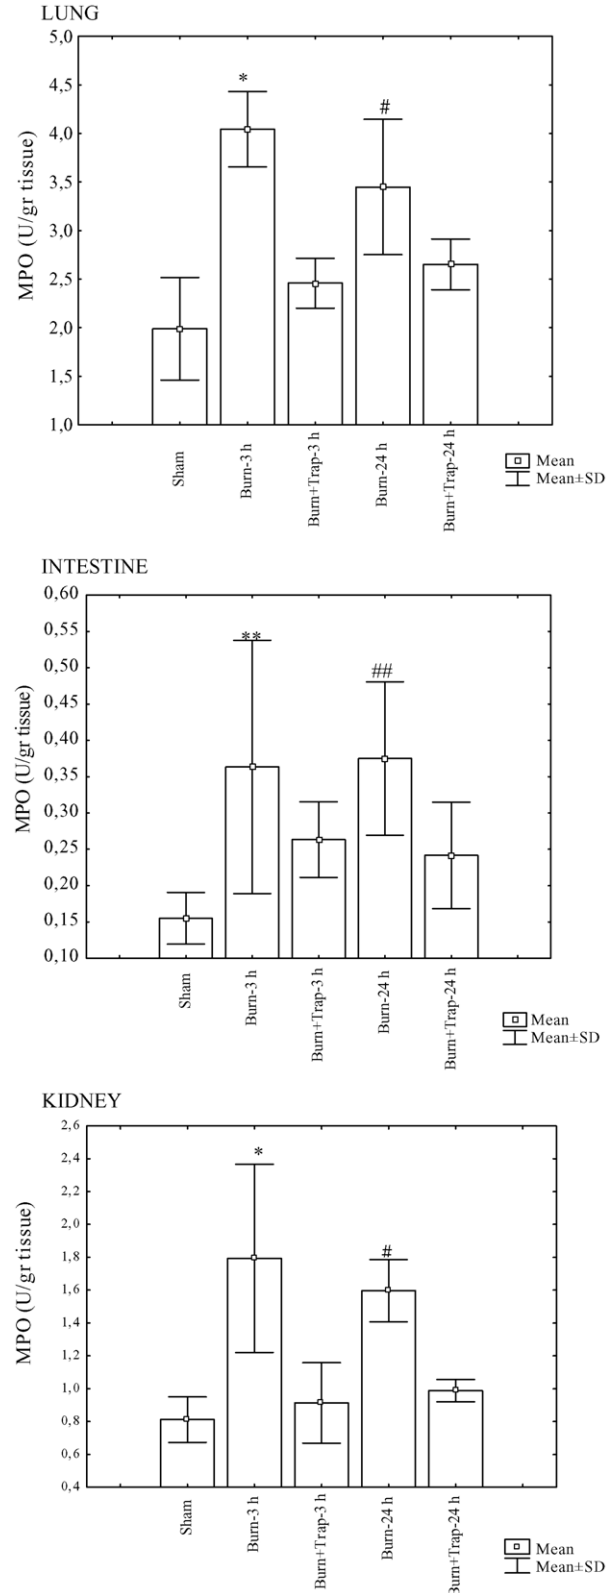 LUNG
MPO (U/gr tissue)
5,0
4,5
4,0
3,5
3,0
2,5
2,0
1,5
1,0
*
#
Sham
Burn-3 h
Burn+Trap-3 h
Burn-24 h
Burn+Trap-24 h
Mean
Mean±SD
INTESTINE
MPO (U/gr tissue)
0,60
0,55
0,50
0,45
0,40
0,35
0,30
0,25
0,20
0,15
0,10
**
##
Sham
Burn-3 h
Burn+Trap-3 h
Burn-24 h
Burn+Trap-24 h
Mean
Mean±SD
KIDNEY
MPO (U/gr tissue)
2,6
2,4
2,2
2,0
1,8
1,6
1,4
1,2
1,0
0,8
0,6
0,4
*
#
Sham
Burn-3 h
Burn+Trap-3 h
Burn-24 h
Burn+Trap-24 h
Mean
Mean±SD